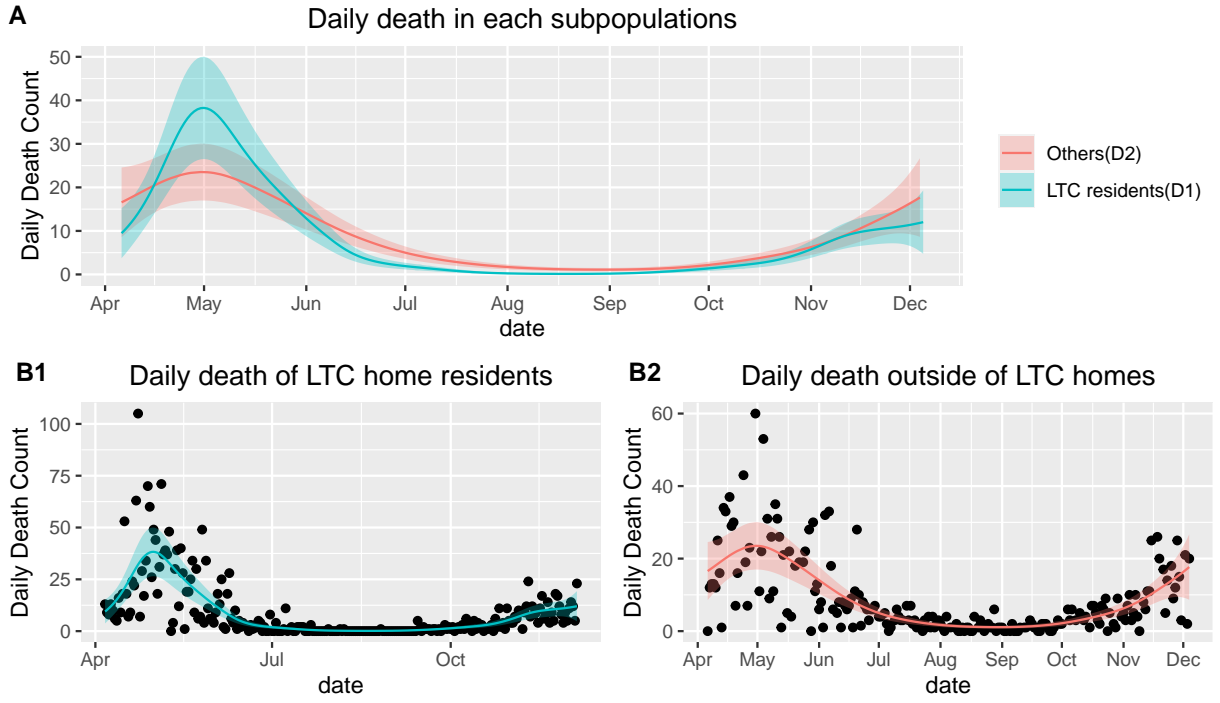 A
Daily death in each subpopulations
Daily Death Count
50
40
30
20
10
0
Apr May Jun Jul Aug Sep Oct Nov Dec
date
Others(D2)
LTC residents(D1)
B1
Daily death of LTC home residents
Daily Death Count
100
75
50
25
0
Apr Jul Oct
date
B2
Daily death outside of LTC homes
Daily Death Count
60
40
20
0
Apr May Jun Jul Aug Sep Oct Nov Dec
date